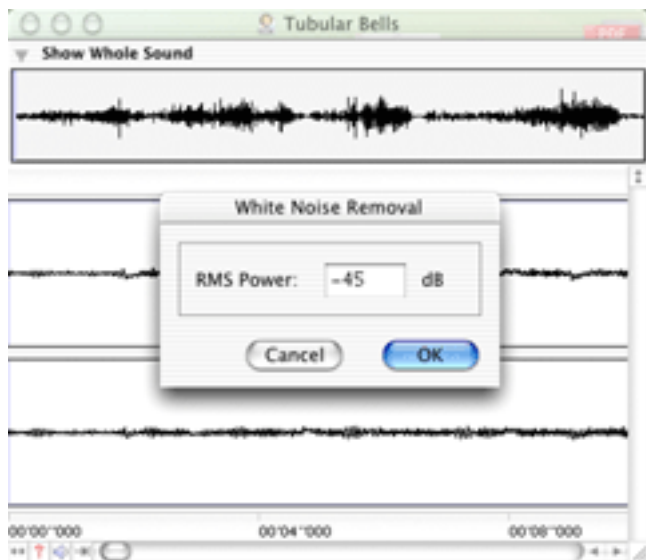 Tubular Bells
Show Whole Sound
White Noise Removal
RMS Power: -45 dB
Cancel OK
00'00"000 00'04"000 00'08"000